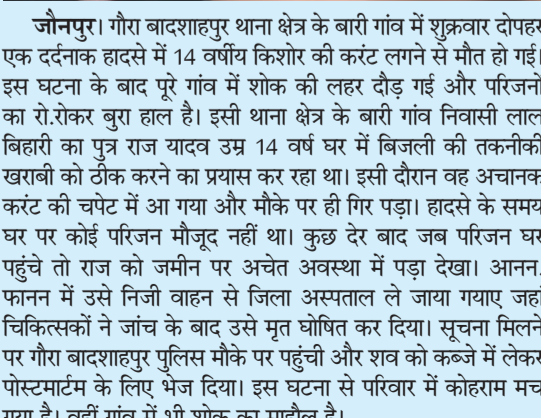 जौनपुर। गौरा बादशाहपुर थाना क्षेत्र के बारी गांव में शुक्रवार दोपहर
एक दर्दनाक हादसे में 14 वर्षीय किशोर की करंट लगने से मौत हो गई।
इस घटना के बाद पूरे गांव में शोक की लहर दौड़ गई और परिजनों
का रो.रोकर बुरा हाल है। इसी थाना क्षेत्र के बारी गांव निवासी लाल
बिहारी का पुत्र राज यादव उम्र 14 वर्ष घर में बिजली की तकनीकी
खराबी को ठीक करने का प्रयास कर रहा था। इसी दौरान वह अचानक
करंट की चपेट में आ गया और मौके पर ही गिर पड़ा। हादसे के समय
घर पर कोई परिजन मौजूद नहीं था। कुछ देर बाद जब परिजन घर
पहुंचे तो राज को जमीन पर अचेत अवस्था में पड़ा देखा। आनन.
फानन में उसे निजी वाहन से जिला अस्पताल ले जाया गयाए जहां
चिकित्सकों ने जांच के बाद उसे मृत घोषित कर दिया। सूचना मिलने
पर गौरा बादशाहपुर पुलिस मौके पर पहुंची और शव को कब्जे में लेकर
पोस्टमार्टम के लिए भेज दिया। इस घटना से परिवार में कोहराम मच
गया है। वहीं गांव में भी शोक का माहौल है।